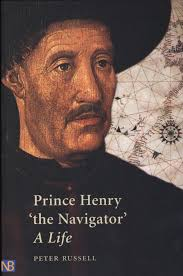 Prince Henry
‘the Navigator’
A Life
PETER RUSSELL
NB